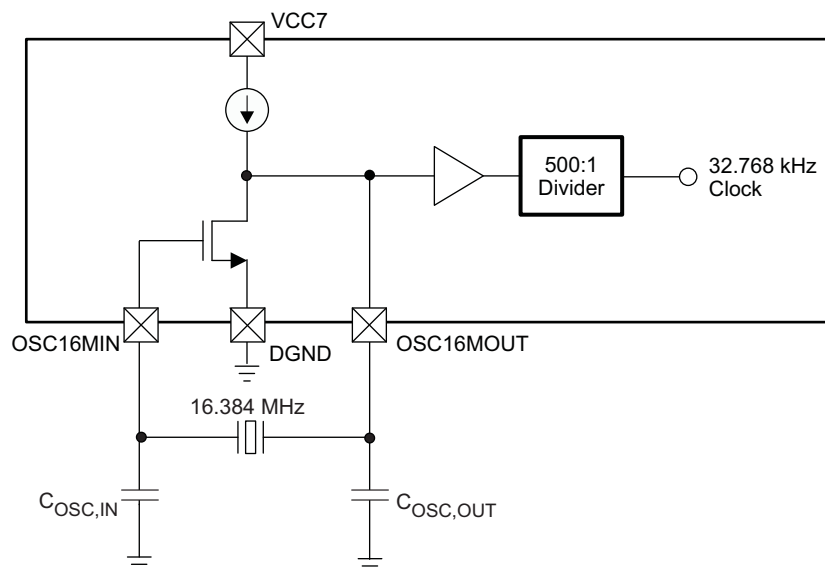 VCC7
500:1
Divider
32.768 kHz
Clock
OSC16MIN
DGND
OSC16MOUT
16.384 MHz
COSC,IN
COSC,OUT